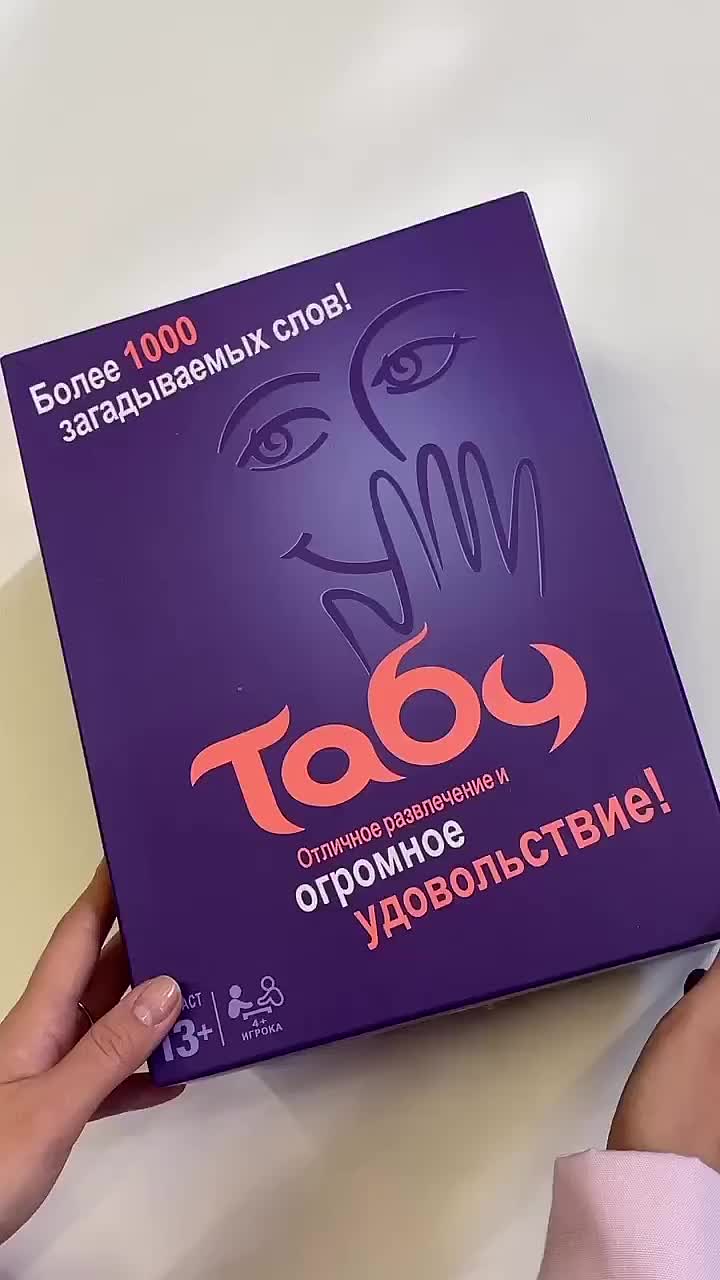 Более 1000
загадываемых слов!
Табу
Отличное развлечение и
огромное
удовольствие!
13+
4+
ИГРОКА